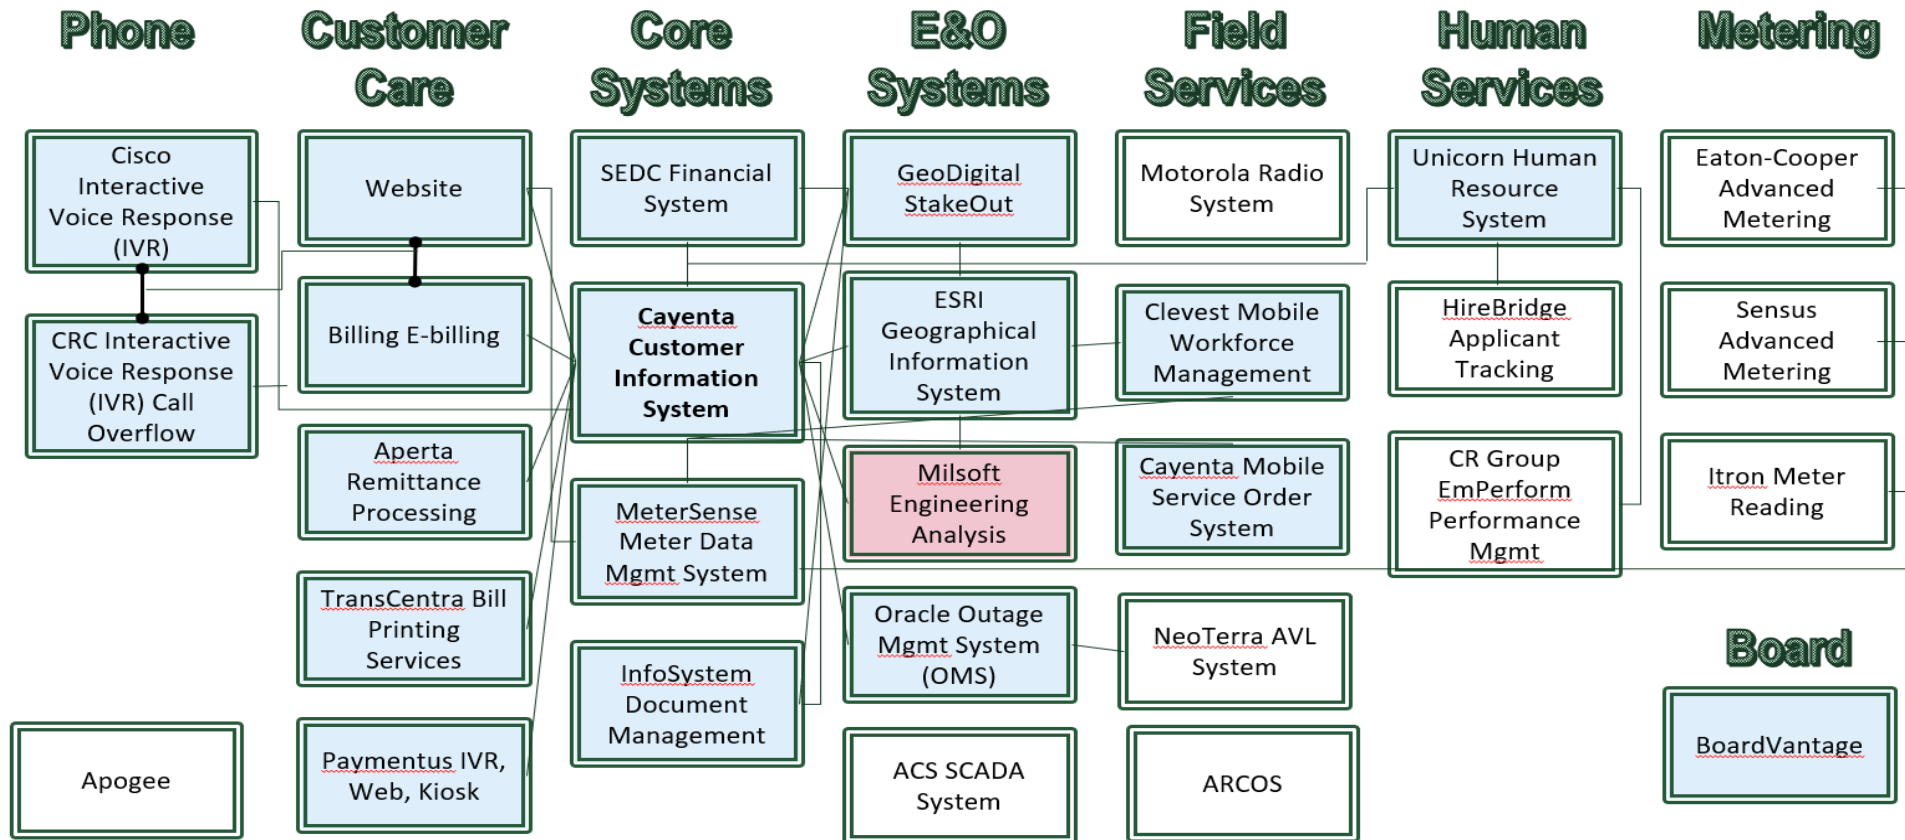 Phone
Cisco
Interactive
Voice Response
(IVR)
CRC Interactive
Voice Response
(IVR) Call
Overflow
Apogee
Customer
Care
Website
Billing E-billing
Aperta
Remittance
Processing
TransCentra Bill
Printing
Services
Paymentus IVR,
Web, Kiosk
Core
Systems
SEDC Financial
System
Cayenta
Customer
Information
System
MeterSense
Meter Data
Mgmt System
InfoSystem
Document
Management
E&O
Systems
GeoDigital
StakeOut
ESRI
Geographical
Information
System
Milsoft
Engineering
Analysis
Oracle Outage
Mgmt System
(OMS)
ACS SCADA
System
Field
Services
Motorola Radio
System
Clevest Mobile
Workforce
Management
Cayenta Mobile
Service Order
System
NeoTerra AVL
System
ARCOS
Human
Services
Unicorn Human
Resource
System
HireBridge
Applicant
Tracking
CR Group
EmPerform
Performance
Mgmt
Metering
Eaton-Cooper
Advanced
Metering
Sensus
Advanced
Metering
Itron Meter
Reading
Board
BoardVantage